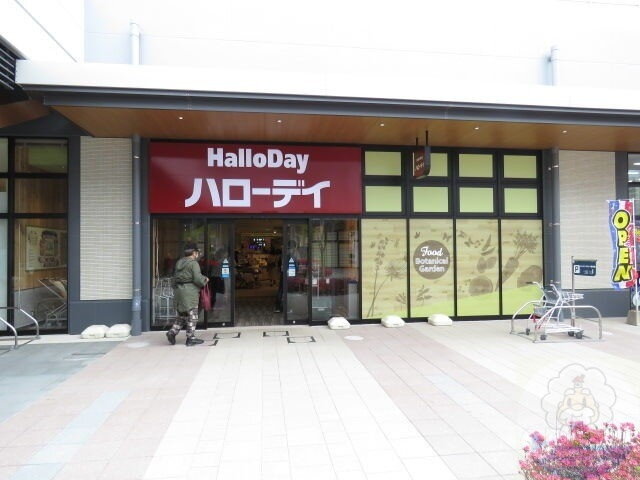 HalloDay
ハローデイ
Food
Botanical
Garden
OPEN
P